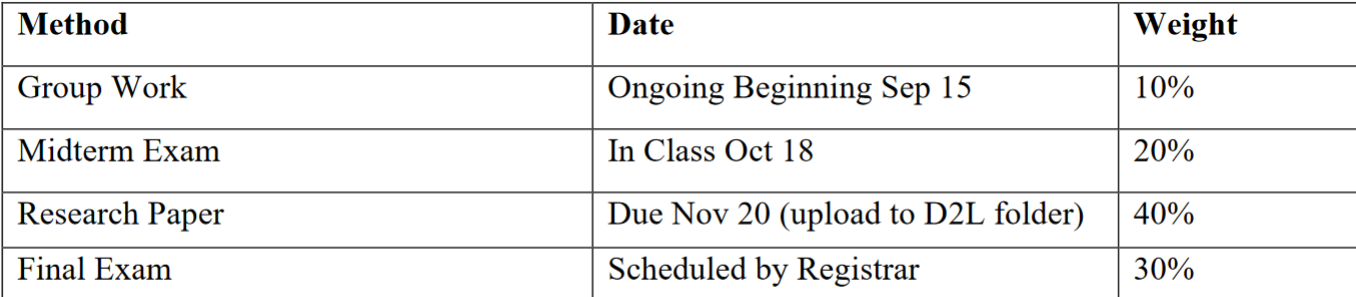 Method Date Weight
Group Work Ongoing Beginning Sep 15 10%
Midterm Exam In Class Oct 18 20%
Research Paper Due Nov 20 (upload to D2L folder) 40%
Final Exam Scheduled by Registrar 30%